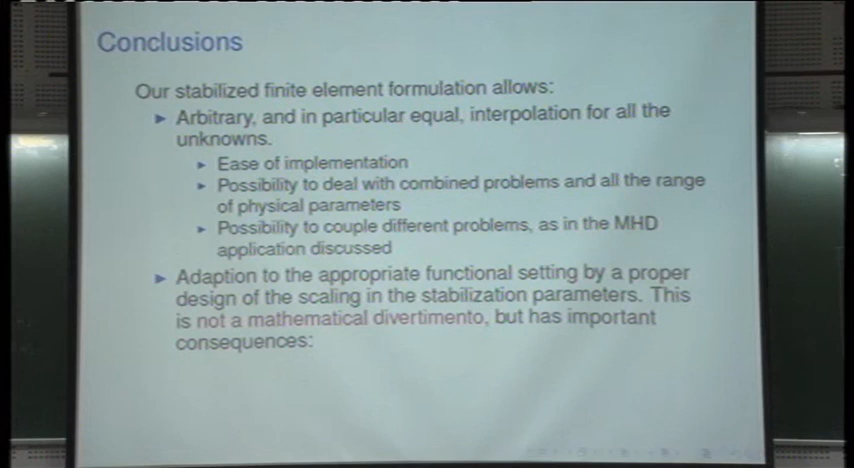 Conclusions
Our stabilized finite element formulation allows:
► Arbitrary, and in particular equal, interpolation for all the
unknowns.
► Ease of implementation
► Possibility to deal with combined problems and all the range
of physical parameters
► Possibility to couple different problems, as in the MHD
application discussed
► Adaption to the appropriate functional setting by a proper
design of the scaling in the stabilization parameters. This
is not a mathematical divertimento, but has important
consequences: